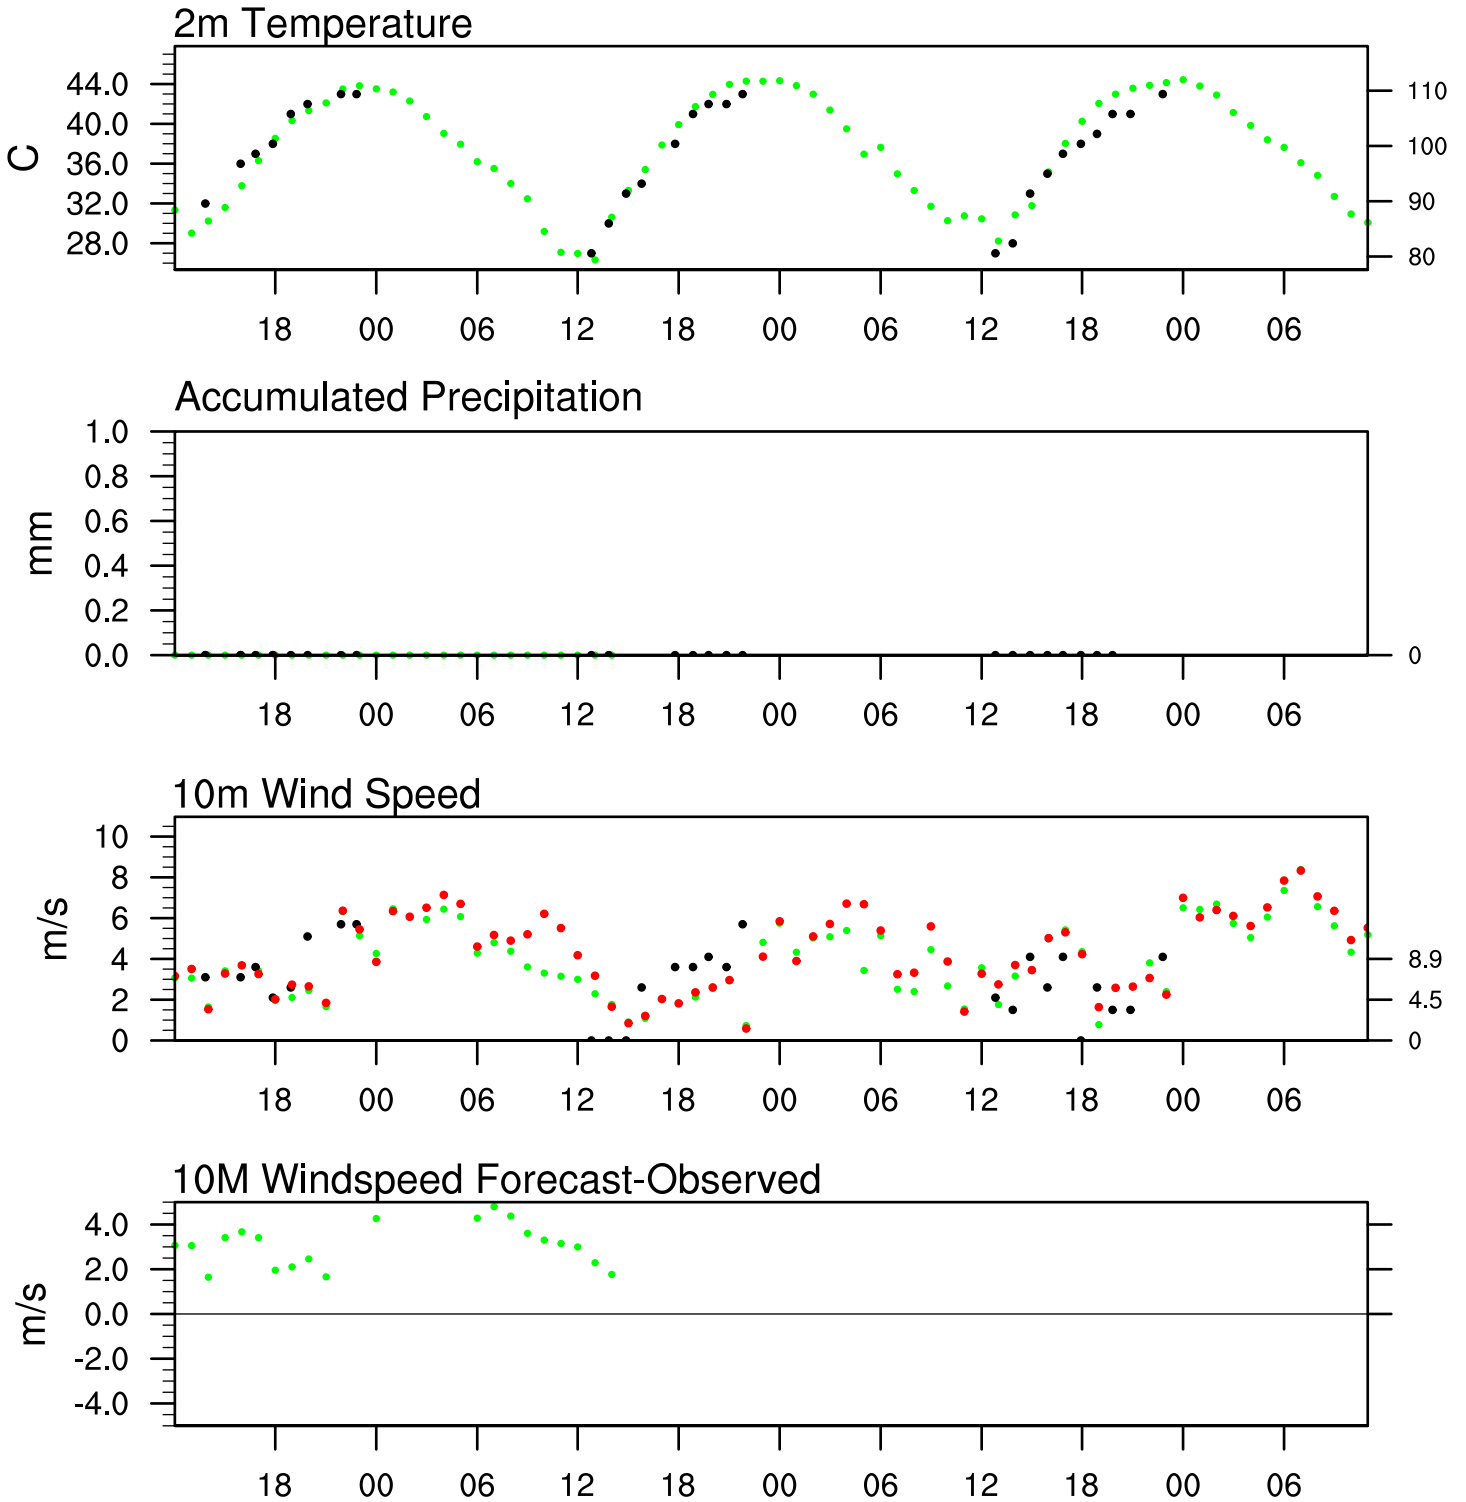 2m Temperature
44.0
40.0
36.0
32.0
28.0
C
110
100
90
80
18 00 06 12 18 00 06 12 18 00 06
Accumulated Precipitation
1.0
0.8
0.6
0.4
0.2
0.0
mm
0
18 00 06 12 18 00 06 12 18 00 06
10m Wind Speed
10
8
6
4
2
0
m/s
8.9
4.5
0
18 00 06 12 18 00 06 12 18 00 06
10M Windspeed Forecast-Observed
4.0
2.0
0.0
-2.0
-4.0
m/s
18 00 06 12 18 00 06 12 18 00 06